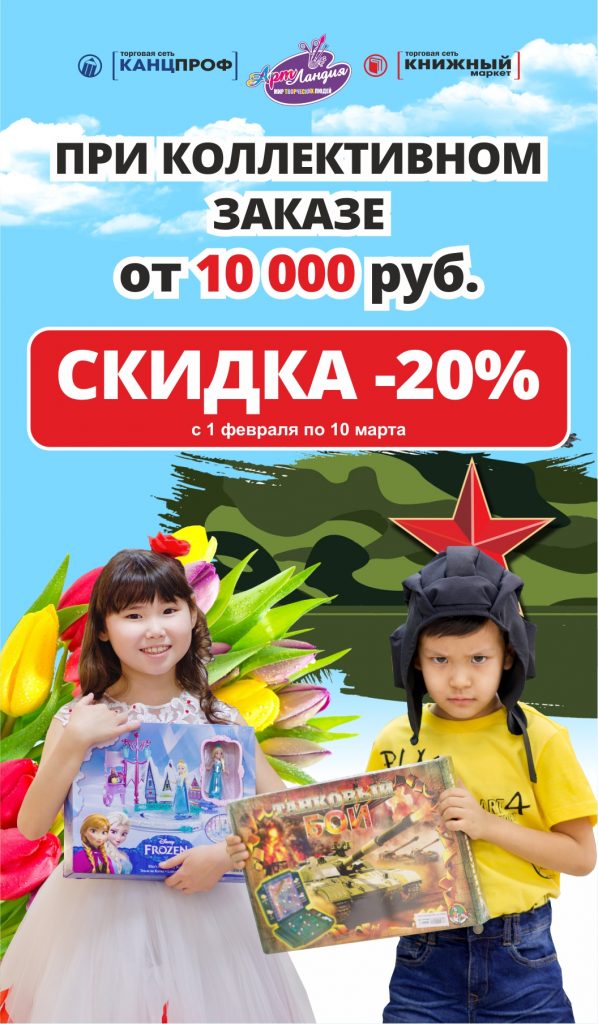 торговая сеть
КАНЦПРОФ
АртЛандия
МИР ТВОРЧЕСКИХ ЛЮДЕЙ
торговая сеть
КНИЖНЫЙ
маркет
ПРИ КОЛЛЕКТИВНОМ
ЗАКАЗЕ
от 10 000 руб.
СКИДКА -20%
с 1 февраля по 10 марта
Disney
FROZEN
ТАНКОВЫЙ
БОЙ
4